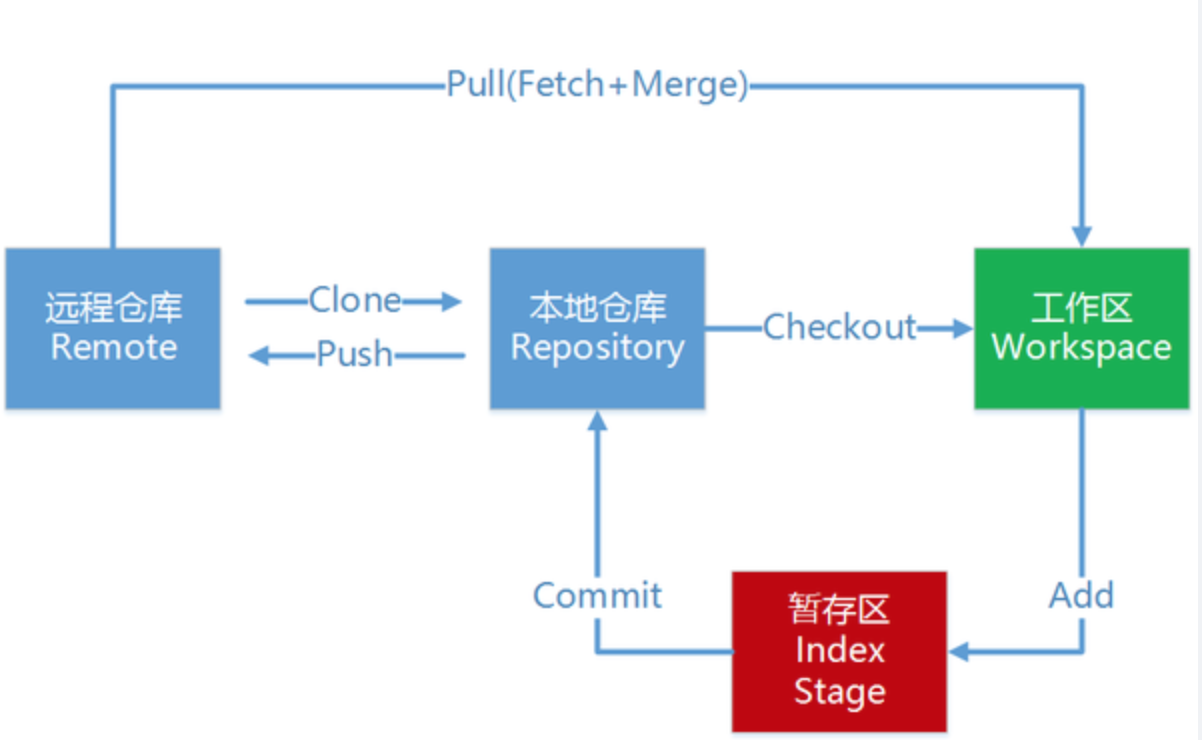 Pull(Fetch+Merge)
远程仓库
Remote
Clone
Push
本地仓库
Repository
Checkout
工作区
Workspace
Commit
暂存区
Index
Stage
Add